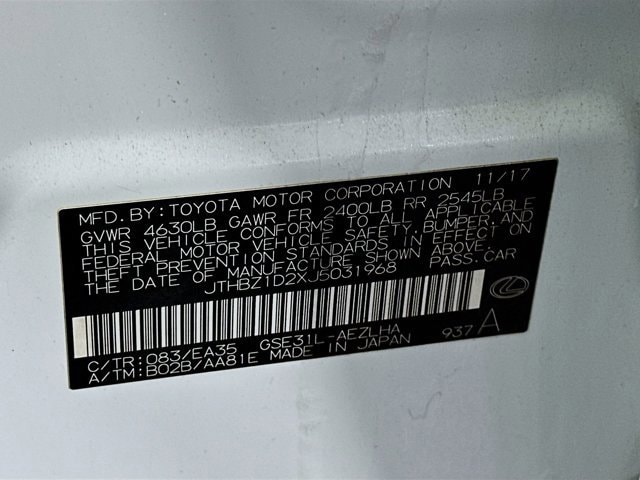 MFD. BY: TOYOTA MOTOR CORPORATION 11/17
GVWR 4630LB GAWR FR 2400LB RR 2545LB
THIS VEHICLE CONFORMS TO ALL APPLICABLE
FEDERAL MOTOR VEHICLE SAFETY, BUMPER, AND
THEFT PREVENTION STANDARDS IN EFFECT ON
THE DATE OF MANUFACTURE SHOWN ABOVE.
JTHBZ1D2XJ5031968 PASS. CAR
C/TR: 083/EA35 GSE31L-AEZLHA 937 A
A/TM: B02B/AA81E MADE IN JAPAN